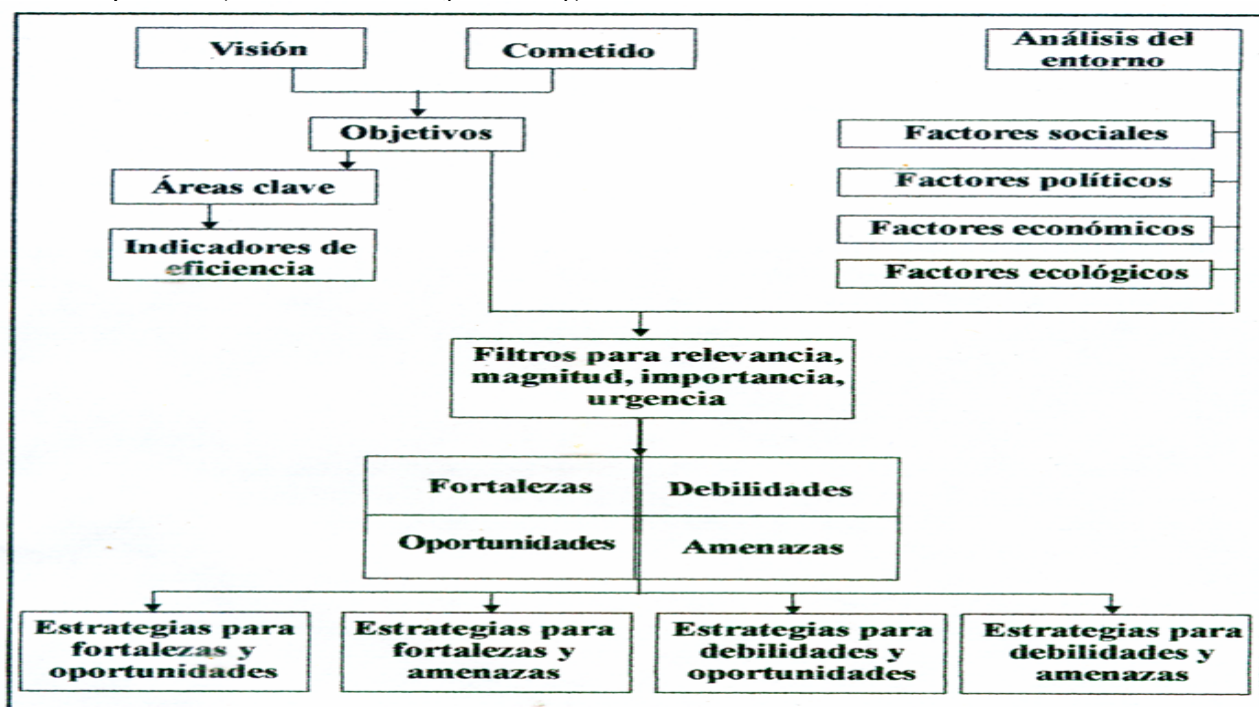 Visión
Cometido
Análisis del
entorno
Objetivos
Factores sociales
Áreas clave
Factores políticos
Indicadores de
eficiencia
Factores económicos
Factores ecológicos
Filtros para relevancia,
magnitud, importancia,
urgencia
Fortalezas
Debilidades
Oportunidades
Amenazas
Estrategias para
fortalezas y
oportunidades
Estrategias para
fortalezas y
amenazas
Estrategias para
debilidades y
oportunidades
Estrategias para
debilidades y
amenazas